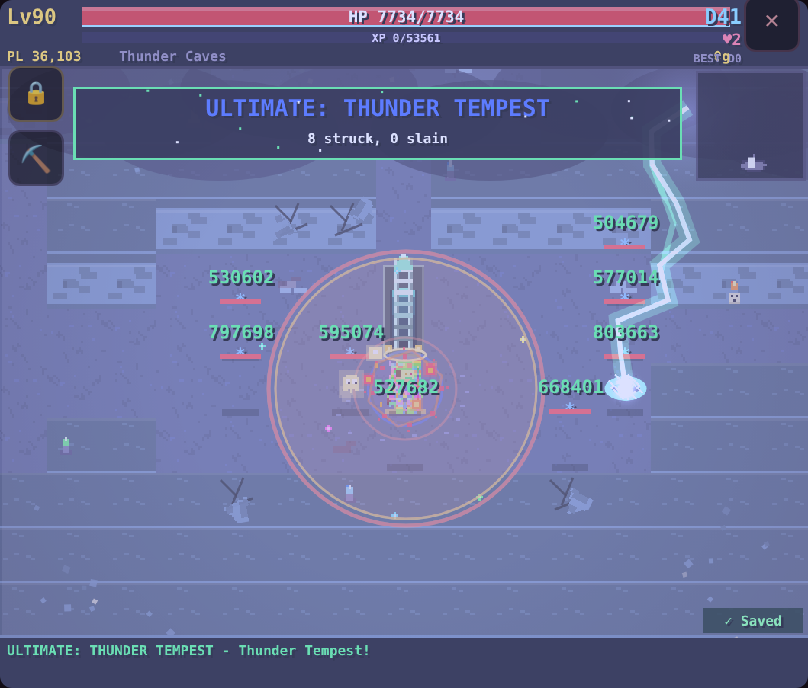 Lv90
HP 7734/7734
D41
XP 0/53561
♥2
PL 36,103
Thunder Caves
ULTIMATE: THUNDER TEMPEST
8 struck, 0 slain
504679
530602
577014
797698
595074
803663
527682
668401
✓ Saved
ULTIMATE: THUNDER TEMPEST - Thunder Tempest!